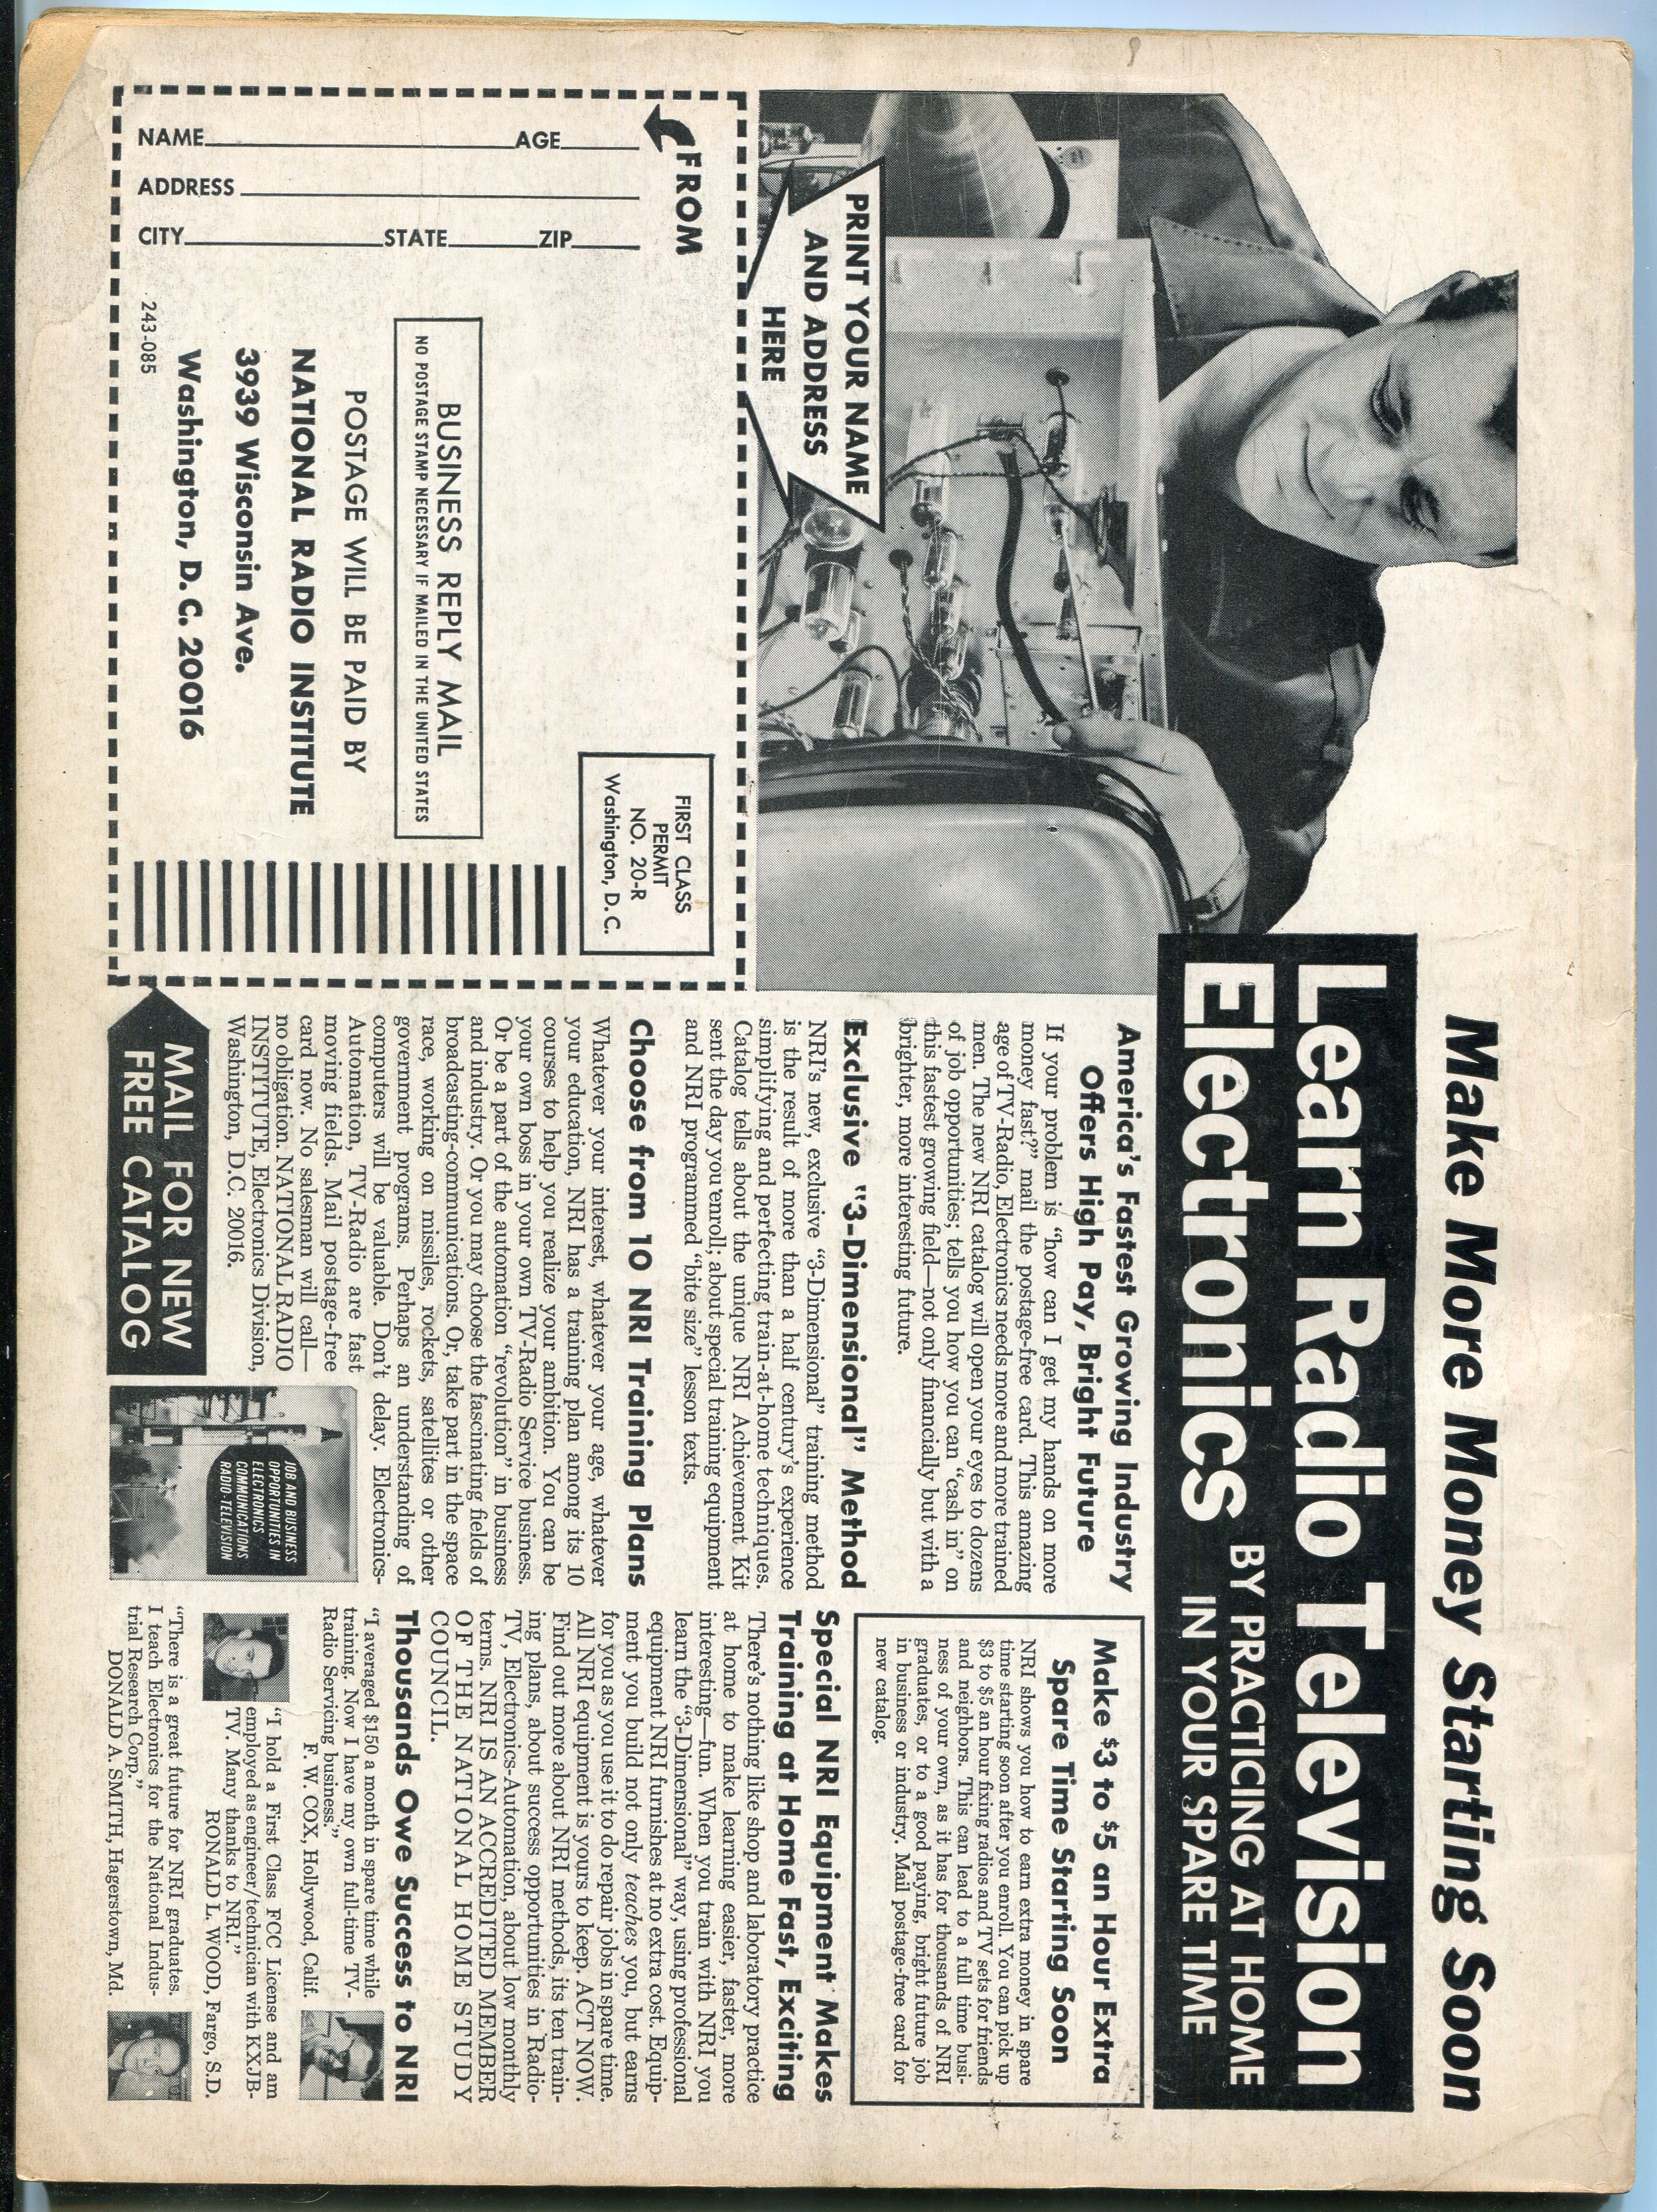 Make More Money Starting Soon
Learn Radio Television
Electronics
BY PRACTICING AT HOME
IN YOUR SPARE TIME
America's Fastest Growing Industry
Offers High Pay, Bright Future
If your problem is "how can I get my hands on more
money fast?" mail the postage-free card. This amazing
age of TV-Radio, Electronics needs more and more trained
men. The new NRI catalog will open your eyes to dozens
of job opportunities; tells you how you can "cash in" on
this fastest growing field—not only financially but with a
brighter, more interesting future.
Exclusive "3-Dimensional" Method
NRI's new, exclusive "3-Dimensional" training method
is the result of more than a half century's experience
simplifying and perfecting train-at-home techniques.
Catalog tells about the unique NRI Achievement Kit
sent the day you enroll; about special training equipment
and NRI programmed "bite size" lesson texts.
Choose from 10 NRI Training Plans
Whatever your interest, whatever your age, whatever
your education, NRI has a training plan among its 10
courses to help you realize your ambition. You can be
your own boss in your own TV-Radio Service business.
Or be a part of the automation "revolution" in business
and industry. Or you may choose the fascinating fields of
broadcasting-communications. Or, take part in the space
race, working on missiles, rockets, satellites or other
government programs. Perhaps an understanding of
computers will be valuable. Don't delay. Electronics-
Automation, TV-Radio are fast
moving fields. Mail postage-free
card now. No salesman will call—
no obligation. NATIONAL RADIO
INSTITUTE, Electronics Division,
Washington, D.C. 20016.
MAIL FOR NEW
FREE CATALOG
JOB AND BUSINESS
OPPORTUNITIES IN
ELECTRONICS
COMMUNICATIONS
RADIO-TELEVISION
Make $3 to $5 an Hour Extra
Spare Time Starting Soon
NRI shows you how to earn extra money in spare
time starting soon after you enroll. You can pick up
$3 to $5 an hour fixing radios and TV sets for friends
and neighbors. This can lead to a full time busi-
ness of your own, as it has for thousands of NRI
graduates, or to a good paying, bright future job
in business or industry. Mail postage-free card for
new catalog.
Special NRI Equipment Makes
Training at Home Fast, Exciting
There's nothing like shop and laboratory practice
at home to make learning easier, faster, more
interesting—fun. When you train with NRI you
learn the "3-Dimensional" way, using professional
equipment NRI furnishes at no extra cost. Equip-
ment you build not only teaches you, but earns
for you as you use it to do repair jobs in spare time.
All NRI equipment is yours to keep. ACT NOW.
Find out more about NRI methods, its ten train-
ing plans, about success opportunities in Radio-
TV, Electronics-Automation, about low monthly
terms. NRI IS AN ACCREDITED MEMBER
OF THE NATIONAL HOME STUDY
COUNCIL.
Thousands Owe Success to NRI
"I averaged $150 a month in spare time while
training. Now I have my own full-time TV-
Radio Servicing business."
F. W. COX, Hollywood, Calif.
"I hold a First Class FCC License and am
employed as engineer/technician with KXJB-
TV. Many thanks to NRI."
RONALD L. WOOD, Fargo, S.D.
"There is a great future for NRI graduates.
I teach Electronics for the National Indus-
trial Research Corp."
DONALD A. SMITH, Hagerstown, Md.
PRINT YOUR NAME
AND ADDRESS
HERE
FROM
NAME AGE
ADDRESS
CITY STATE ZIP
FIRST CLASS
PERMIT
NO. 20-R
Washington, D. C.
BUSINESS REPLY MAIL
NO POSTAGE STAMP NECESSARY IF MAILED IN THE UNITED STATES
POSTAGE WILL BE PAID BY
NATIONAL RADIO INSTITUTE
3939 Wisconsin Ave.
Washington, D. C. 20016
243-085